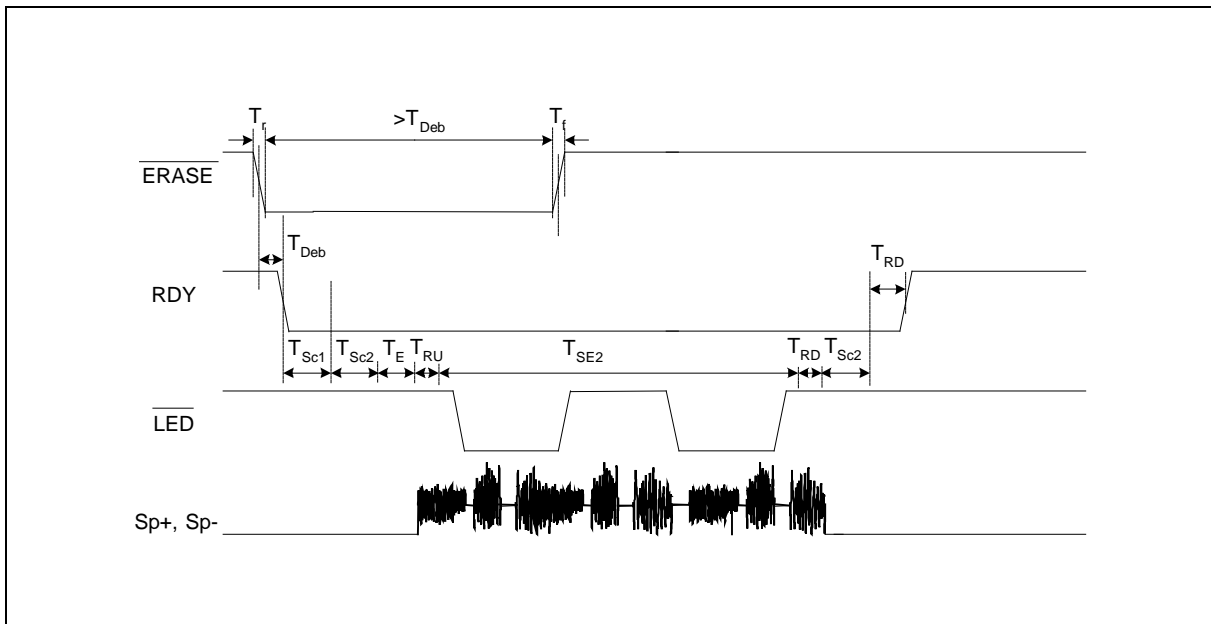 Tr >TDeb Tf
ERASE
TDeb
TRD
RDY
TSc1 TSc2 TE TRU TSE2 TRD TSc2
LED
Sp+, Sp-